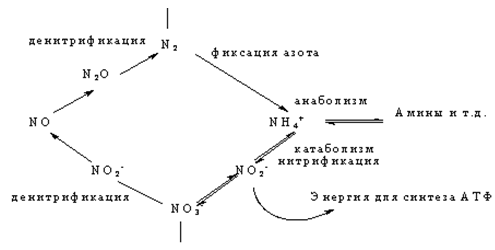 денитрификация
N₂
фиксация азота
N₂O
анаболизм
NO
NH₄⁺
Амины и т.д.
катаболизм
нитрификация
NO₂⁻
NO₂⁻
денитрификация
Энергия для синтеза АТФ
NO₃⁻